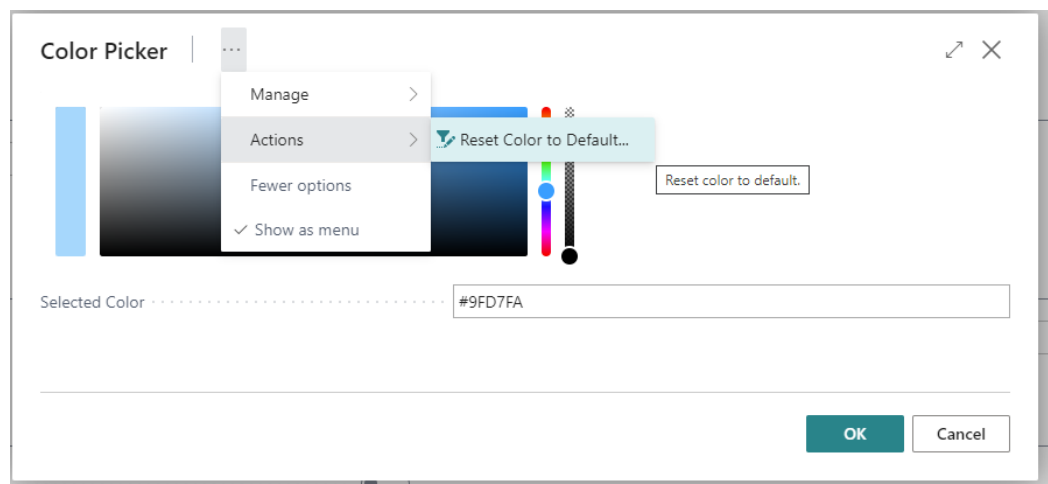 Color Picker
Manage
Actions
Reset Color to Default...
Fewer options
Reset color to default.
Show as menu
Selected Color
#9FD7FA
OK
Cancel